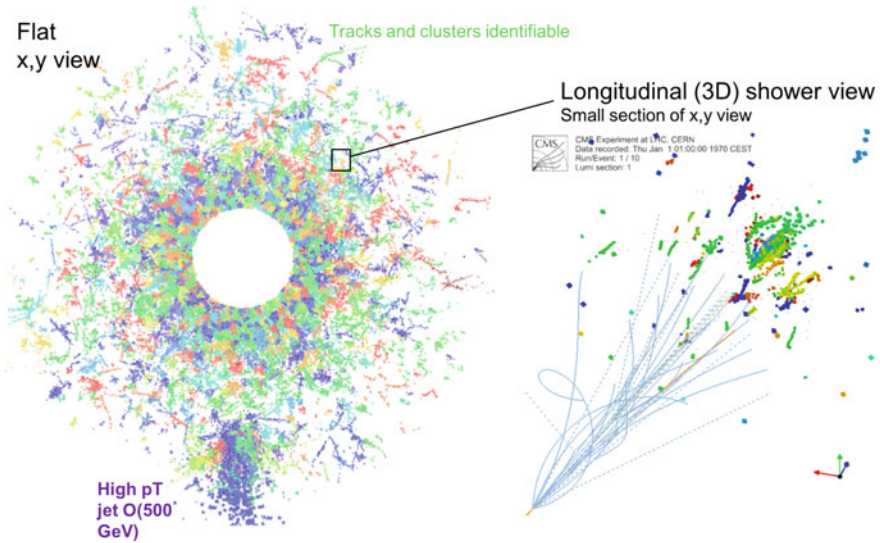 Flat
x,y view
Tracks and clusters identifiable
Longitudinal (3D) shower view
Small section of x,y view
CMS
CMS Experiment at LHC, CERN
Data recorded: Thu Jan 1 01:00:00 1970 CEST
Run/Event: 1 / 10
Lumi section: 1
High pT
jet O(500
GeV)